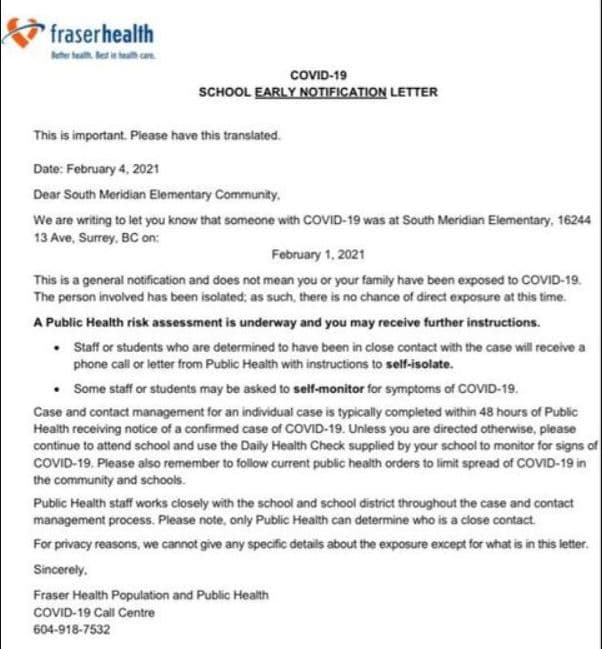 fraserhealth
Better health. Best in health care.
COVID-19
SCHOOL EARLY NOTIFICATION LETTER
This is important. Please have this translated.
Date: February 4, 2021
Dear South Meridian Elementary Community,
We are writing to let you know that someone with COVID-19 was at South Meridian Elementary, 16244
13 Ave, Surrey, BC on:
February 1, 2021
This is a general notification and does not mean you or your family have been exposed to COVID-19.
The person involved has been isolated; as such, there is no chance of direct exposure at this time.
A Public Health risk assessment is underway and you may receive further instructions.
• Staff or students who are determined to have been in close contact with the case will receive a
phone call or letter from Public Health with instructions to self-isolate.
• Some staff or students may be asked to self-monitor for symptoms of COVID-19.
Case and contact management for an individual case is typically completed within 48 hours of Public
Health receiving notice of a confirmed case of COVID-19. Unless you are directed otherwise, please
continue to attend school and use the Daily Health Check supplied by your school to monitor for signs of
COVID-19. Please also remember to follow current public health orders to limit spread of COVID-19 in
the community and schools.
Public Health staff works closely with the school and school district throughout the case and contact
management process. Please note, only Public Health can determine who is a close contact.
For privacy reasons, we cannot give any specific details about the exposure except for what is in this letter.
Sincerely,
Fraser Health Population and Public Health
COVID-19 Call Centre
604-918-7532